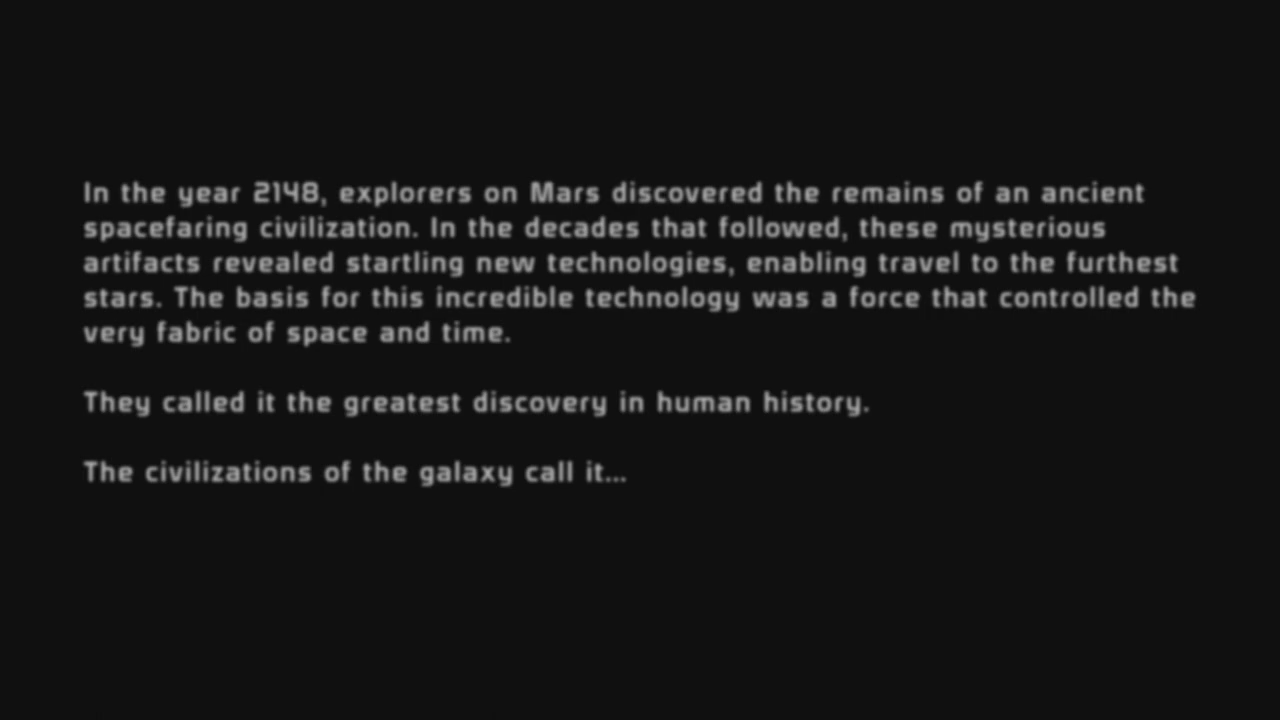 In the year 2148, explorers on Mars discovered the remains of an ancient
spacefaring civilization. In the decades that followed, these mysterious
artifacts revealed startling new technologies, enabling travel to the furthest
stars. The basis for this incredible technology was a force that controlled the
very fabric of space and time.
They called it the greatest discovery in human history.
The civilizations of the galaxy call it...